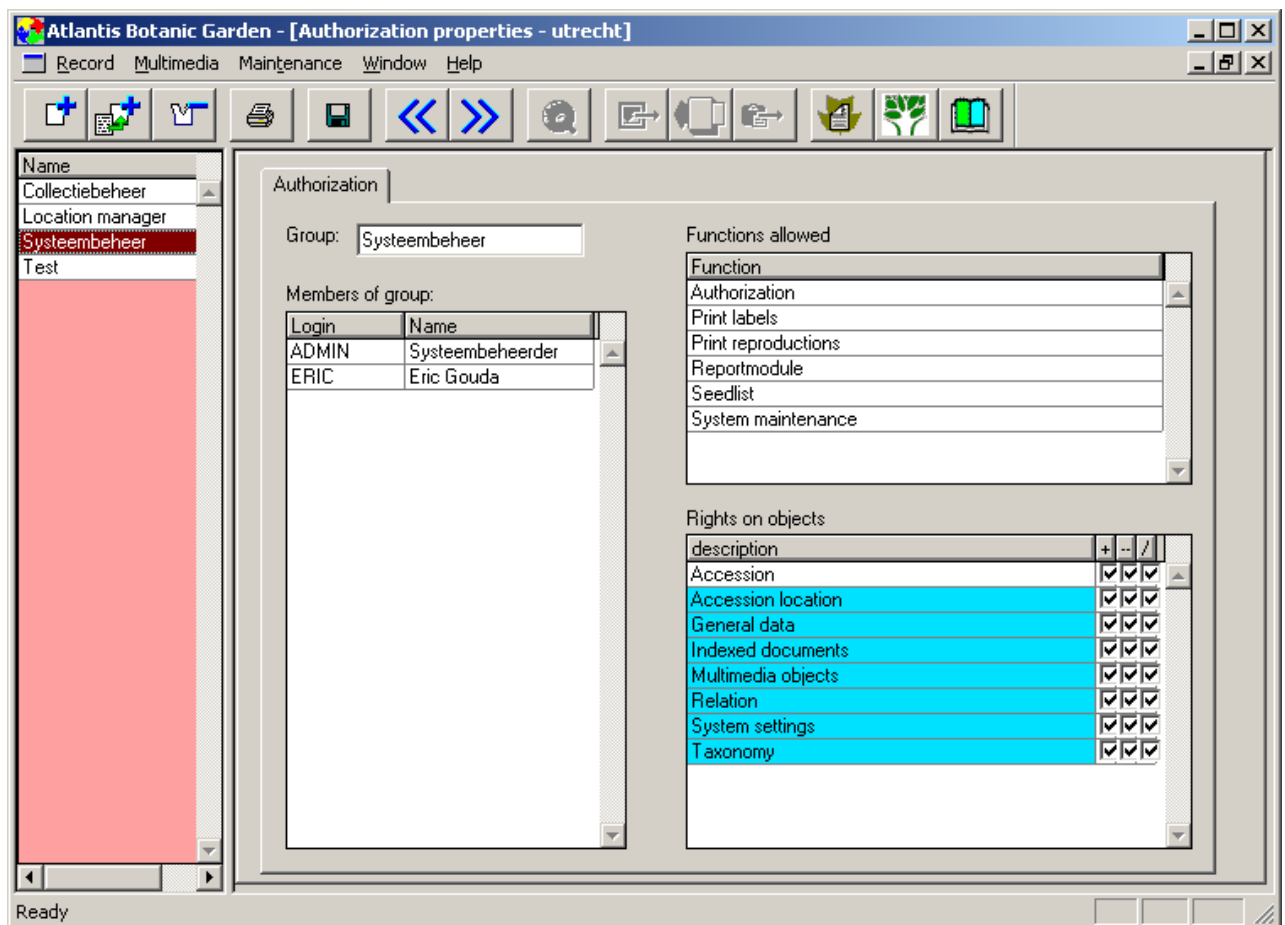 Atlantis Botanic Garden - [Authorization properties - utrecht]
Record Multimedia Maintenance Window Help
Name
Collectiebeheer
Location manager
Systeembeheer
Test
Authorization
Group: Systeembeheer
Members of group:
Login Name
ADMIN Systeembeheerder
ERIC Eric Gouda
Functions allowed
Function
Authorization
Print labels
Print reproductions
Reportmodule
Seedlist
System maintenance
Rights on objects
description + -- /
Accession
Accession location
General data
Indexed documents
Multimedia objects
Relation
System settings
Taxonomy
Ready